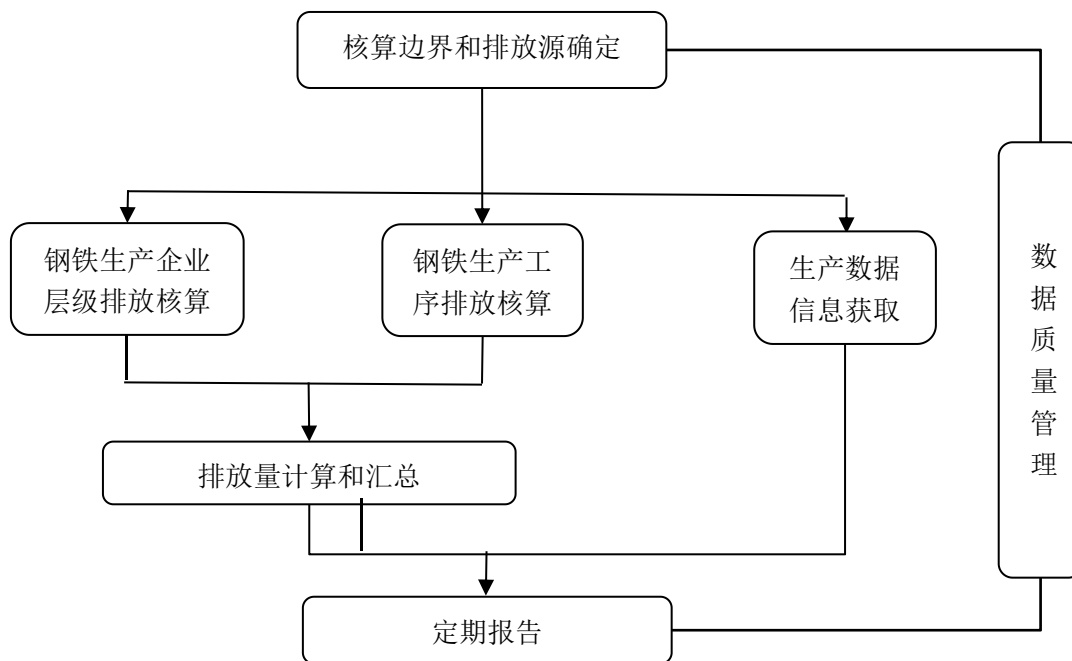 核算边界和排放源确定
钢铁生产企业
层级排放核算
钢铁生产工
序排放核算
生产数据
信息获取
数
据
质
量
管
理
排放量计算和汇总
定期报告